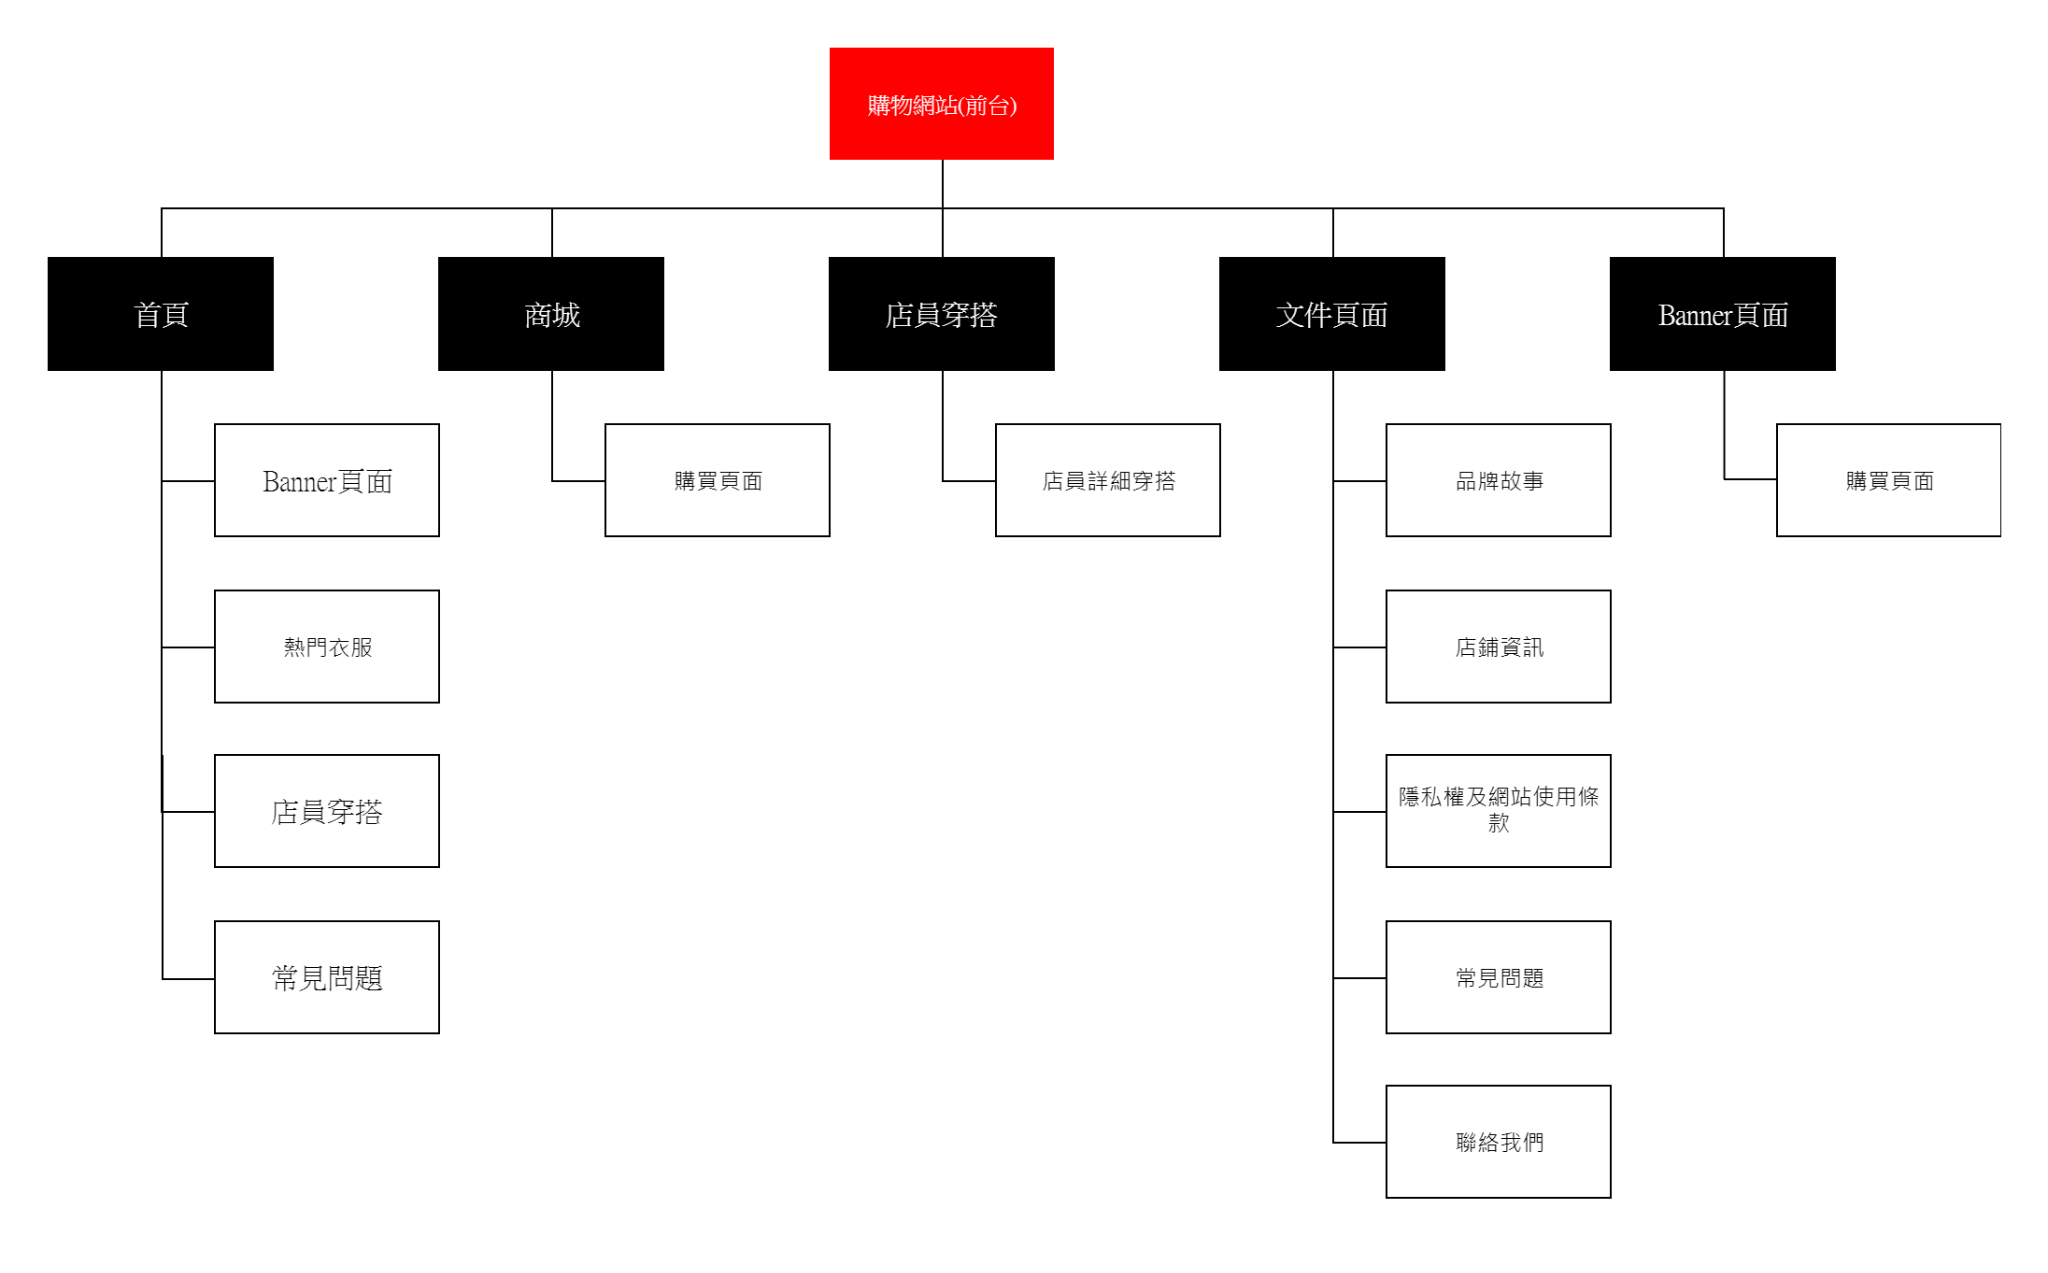 購物網站(前台)
首頁
商城
店員穿搭
文件頁面
Banner頁面
Banner頁面
購買頁面
店員詳細穿搭
品牌故事
購買頁面
熱門衣服
店鋪資訊
店員穿搭
隱私權及網站使用條
款
常見問題
常見問題
聯絡我們